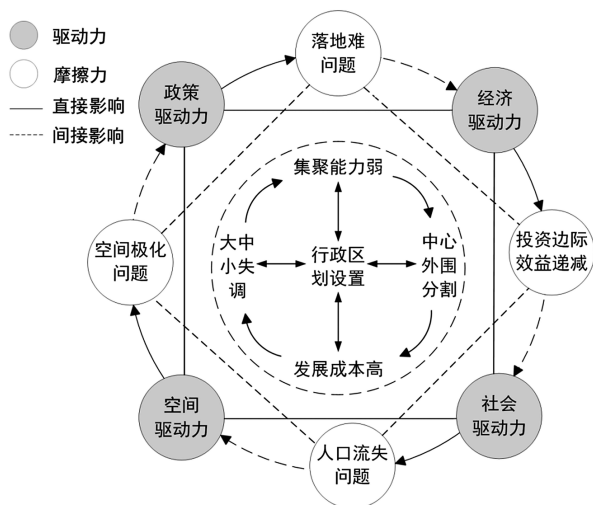 驱动力
摩擦力
直接影响
间接影响
落地难
问题
政策
驱动力
经济
驱动力
集聚能力弱
空间极化
问题
大中
小失
调
行政区
划设置
中心
外围
分割
投资边际
效益递减
发展成本高
空间
驱动力
社会
驱动力
人口流失
问题